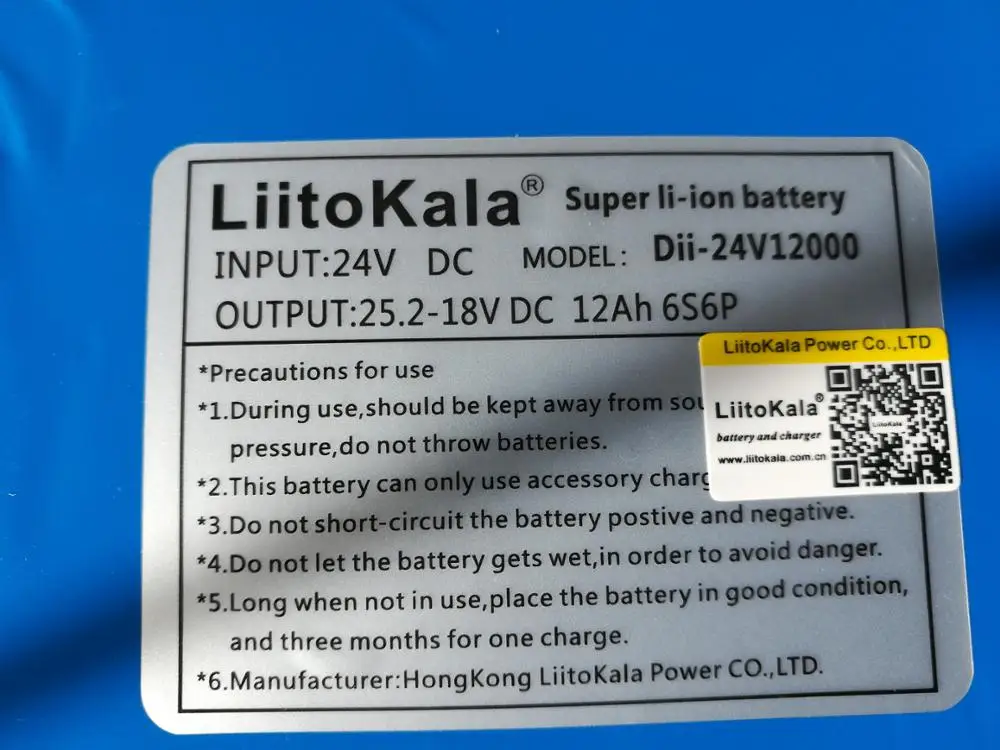 LiitoKala® Super li-ion battery
INPUT:24V DC MODEL: Dii-24V12000
OUTPUT:25.2-18V DC 12Ah 6S6P
*Precautions for use
*1.During use,should be kept away from
pressure,do not throw batteries.
*2.This battery can only use accessory
*3.Do not short-circuit the battery postive and negative.
*4.Do not let the battery gets wet,in order to avoid danger.
*5.Long when not in use,place the battery in good condition,
and three months for one charge.
*6.Manufacturer:HongKong LiitoKala Power CO.,LTD.
LiitoKala Power Co.,LTD
LiitoKala®
battery and charger
www.liitokala.com.cn
LiitoKala